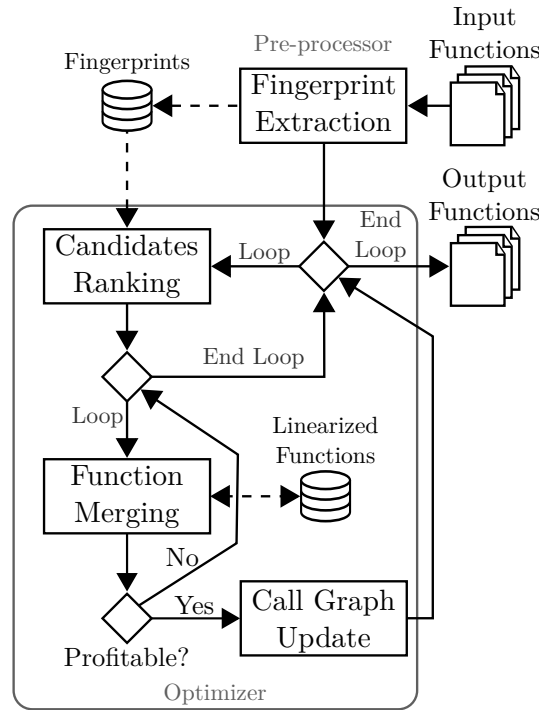 Input
Functions
Pre-processor
Fingerprints
Fingerprint
Extraction
Output
Functions
End
Loop
Loop
Candidates
Ranking
End Loop
Loop
Linearized
Functions
Function
Merging
No
Yes
Call Graph
Update
Profitable?
Optimizer